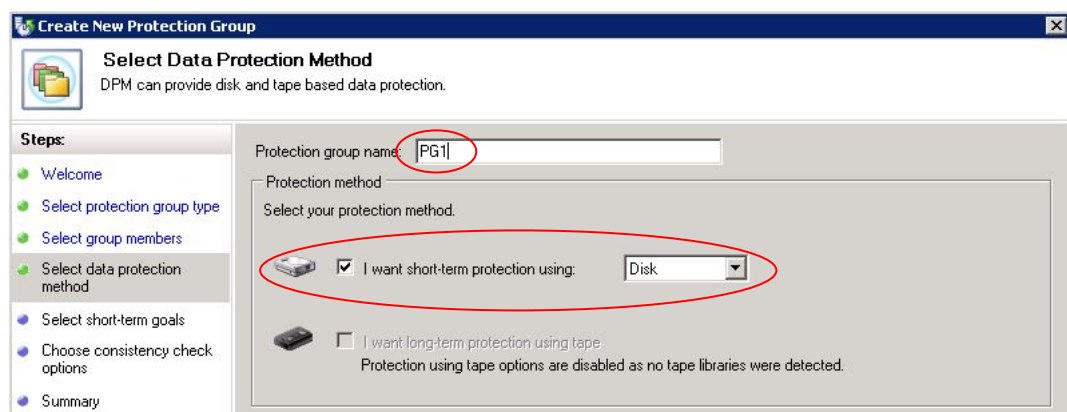 Create New Protection Group
Select Data Protection Method
DPM can provide disk and tape based data protection.
Steps:
Welcome
Select protection group type
Select group members
Select data protection
method
Select short-term goals
Choose consistency check
options
Summary
Protection group name: PG1
Protection method
Select your protection method.
I want short-term protection using: Disk
I want long-term protection using tape
Protection using tape options are disabled as no tape libraries were detected.